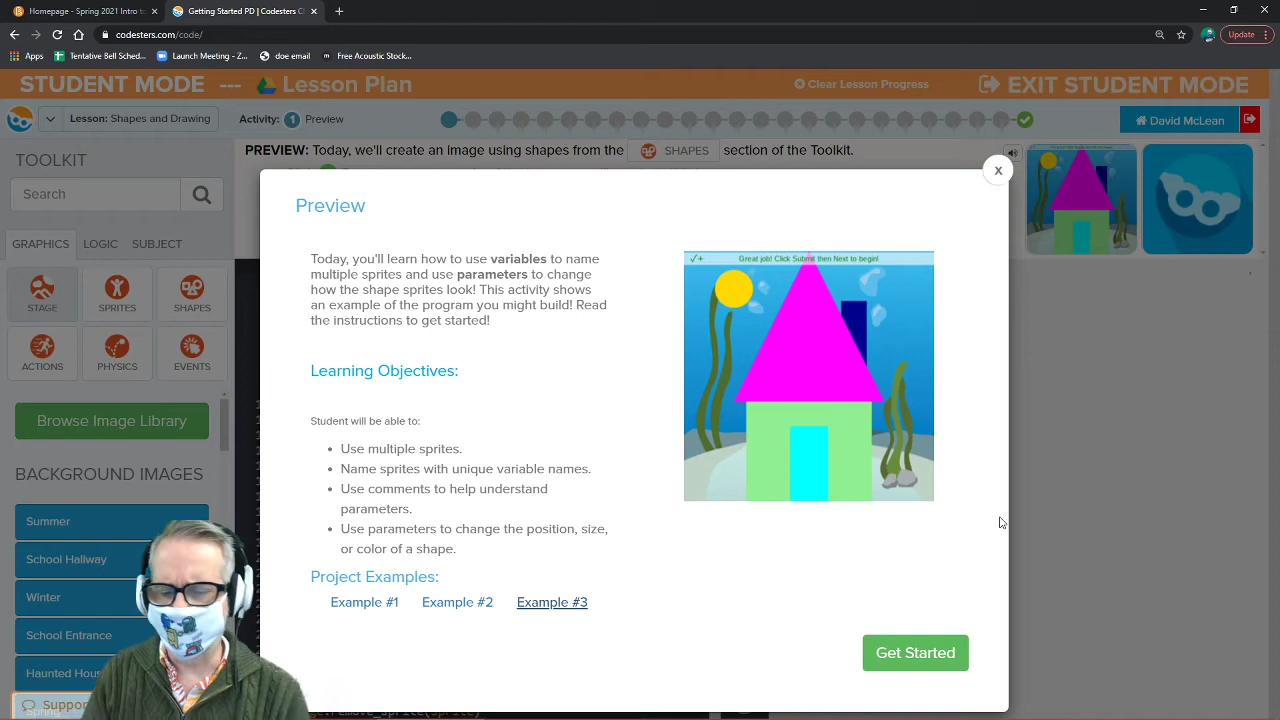 Homepage - Spring 2021 Intro t
Getting Started PD | Codesters C
codesters.com/code/
Update
Apps
Tentative Bell Sched...
Launch Meeting - Z...
doe email
Free Acoustic Stoc...
STUDENT MODE --- Lesson Plan
Clear Lesson Progress
EXIT STUDENT MODE
Lesson: Shapes and Drawing
Activity: 1 Preview
David McLean
TOOLKIT
PREVIEW: Today, we'll create an image using shapes from the SHAPES section of the Toolkit.
Search
GRAPHICS LOGIC SUBJECT
STAGE SPRITES SHAPES
ACTIONS PHYSICS EVENTS
Browse Image Library
BACKGROUND IMAGES
Summer
School Hallway
Winter
School Entrance
Haunted Hous
Suppor
x
Preview
Today, you'll learn how to use variables to name
multiple sprites and use parameters to change
how the shape sprites look! This activity shows
an example of the program you might build! Read
the instructions to get started!
√+ Great job! Click Submit then Next to begin!
Learning Objectives:
Student will be able to:
• Use multiple sprites.
• Name sprites with unique variable names.
• Use comments to help understand
parameters.
• Use parameters to change the position, size,
or color of a shape.
Project Examples:
Example #1 Example #2 Example #3
Get Started